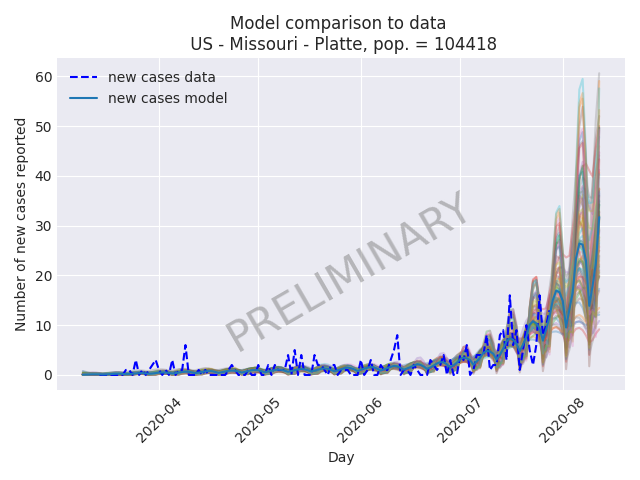 Model comparison to data
US - Missouri - Platte, pop. = 104418
new cases data
new cases model
PRELIMINARY
Number of new cases reported
60
50
40
30
20
10
0
2020-04
2020-05
2020-06
2020-07
2020-08
Day